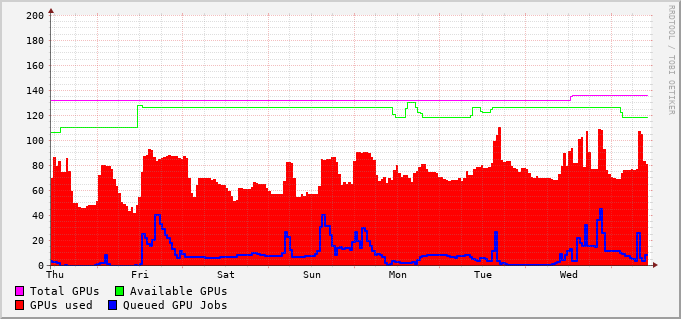 RRDTOOL / TOBI OETIKER
200
180
160
140
120
100
80
60
40
20
0
Thu Fri Sat Sun Mon Tue Wed
Total GPUs Available GPUs
GPUs used Queued GPU Jobs